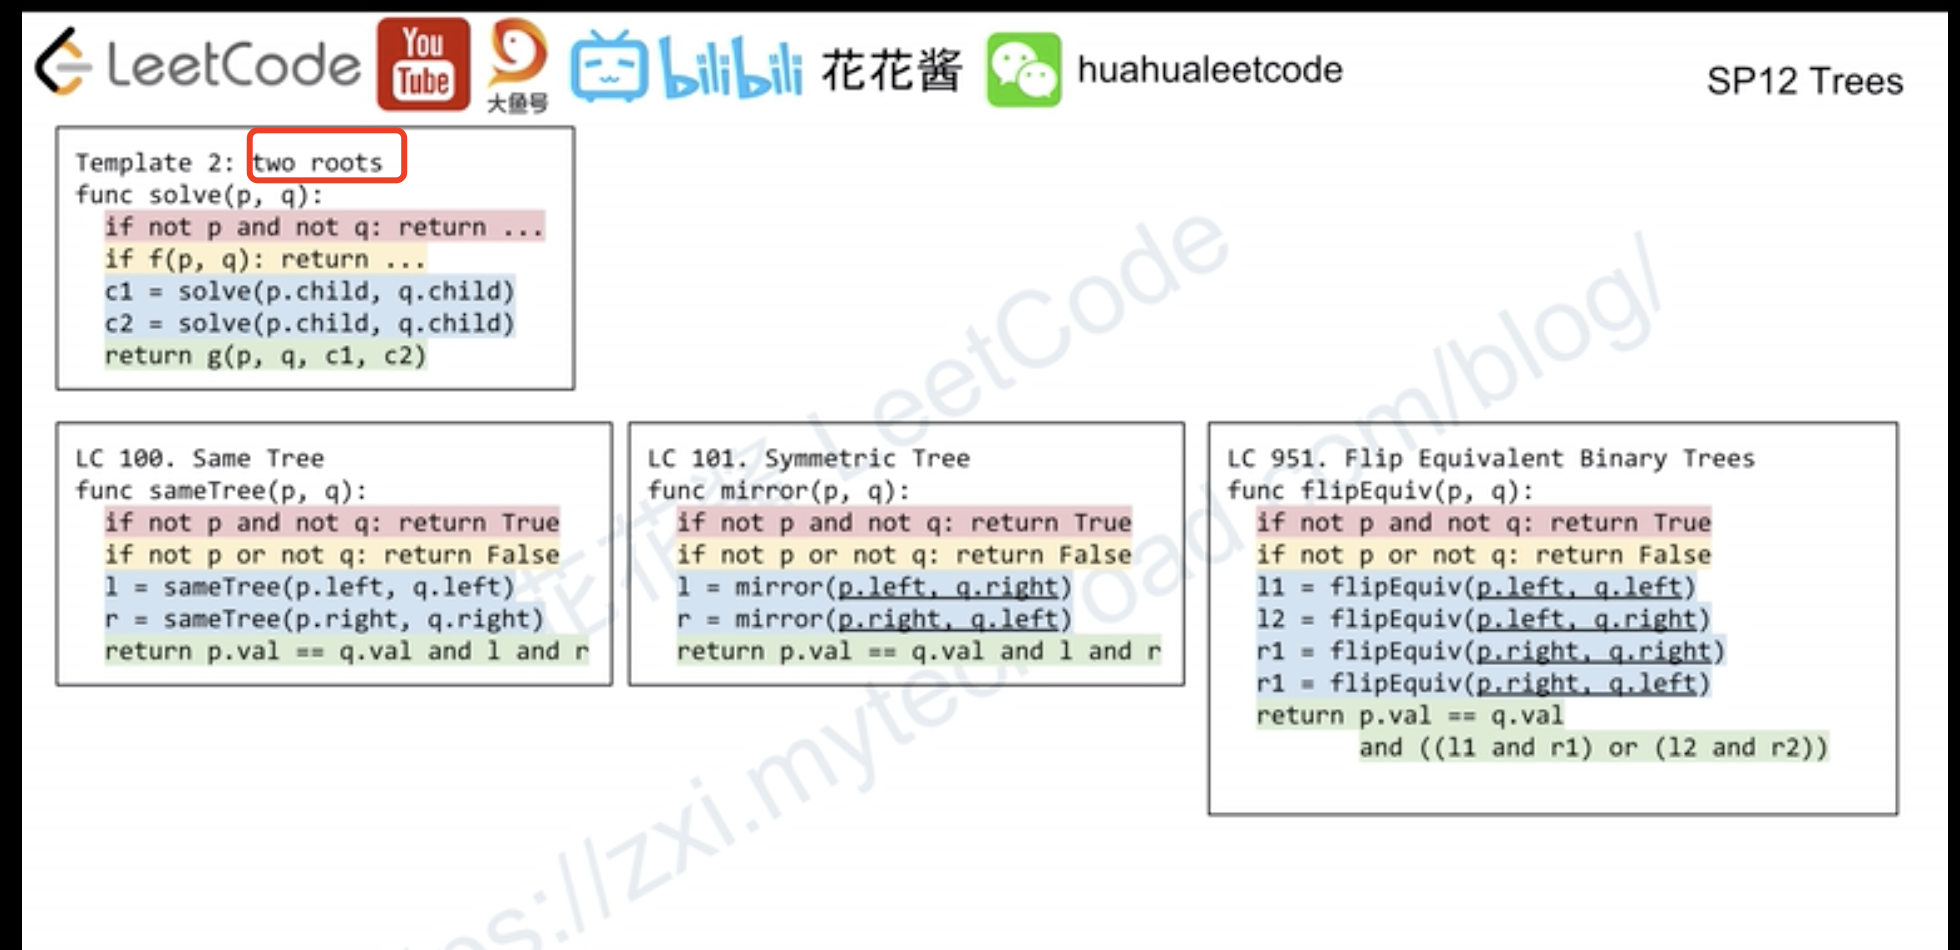 LeetCode You Tube 大鱼号 bilibili 花花酱 huahualeetcode SP12 Trees
Template 2: two roots
func solve(p, q):
  if not p and not q: return ...
  if f(p, q): return ...
  c1 = solve(p.child, q.child)
  c2 = solve(p.child, q.child)
  return g(p, q, c1, c2)
LC 100. Same Tree
func sameTree(p, q):
  if not p and not q: return True
  if not p or not q: return False
  l = sameTree(p.left, q.left)
  r = sameTree(p.right, q.right)
  return p.val == q.val and l and r
LC 101. Symmetric Tree
func mirror(p, q):
  if not p and not q: return True
  if not p or not q: return False
  l = mirror(p.left, q.right)
  r = mirror(p.right, q.left)
  return p.val == q.val and l and r
LC 951. Flip Equivalent Binary Trees
func flipEquiv(p, q):
  if not p and not q: return True
  if not p or not q: return False
  l1 = flipEquiv(p.left, q.left)
  l2 = flipEquiv(p.left, q.right)
  r1 = flipEquiv(p.right, q.right)
  r1 = flipEquiv(p.right, q.left)
  return p.val == q.val
         and ((l1 and r1) or (l2 and r2))
花花酱 LeetCode